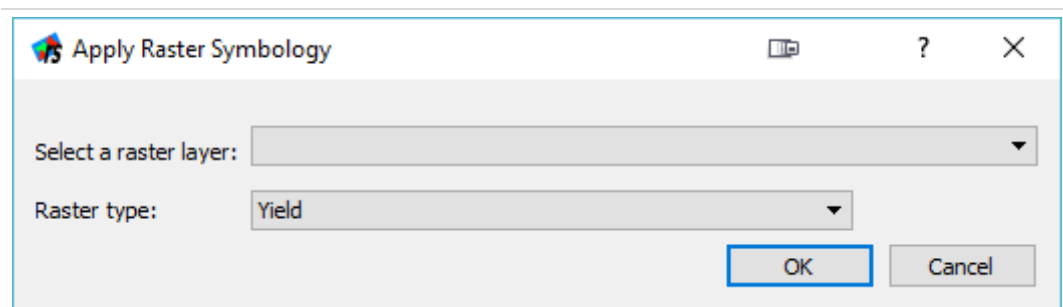 Apply Raster Symbology ?
Select a raster layer:
Raster type: Yield
OK Cancel